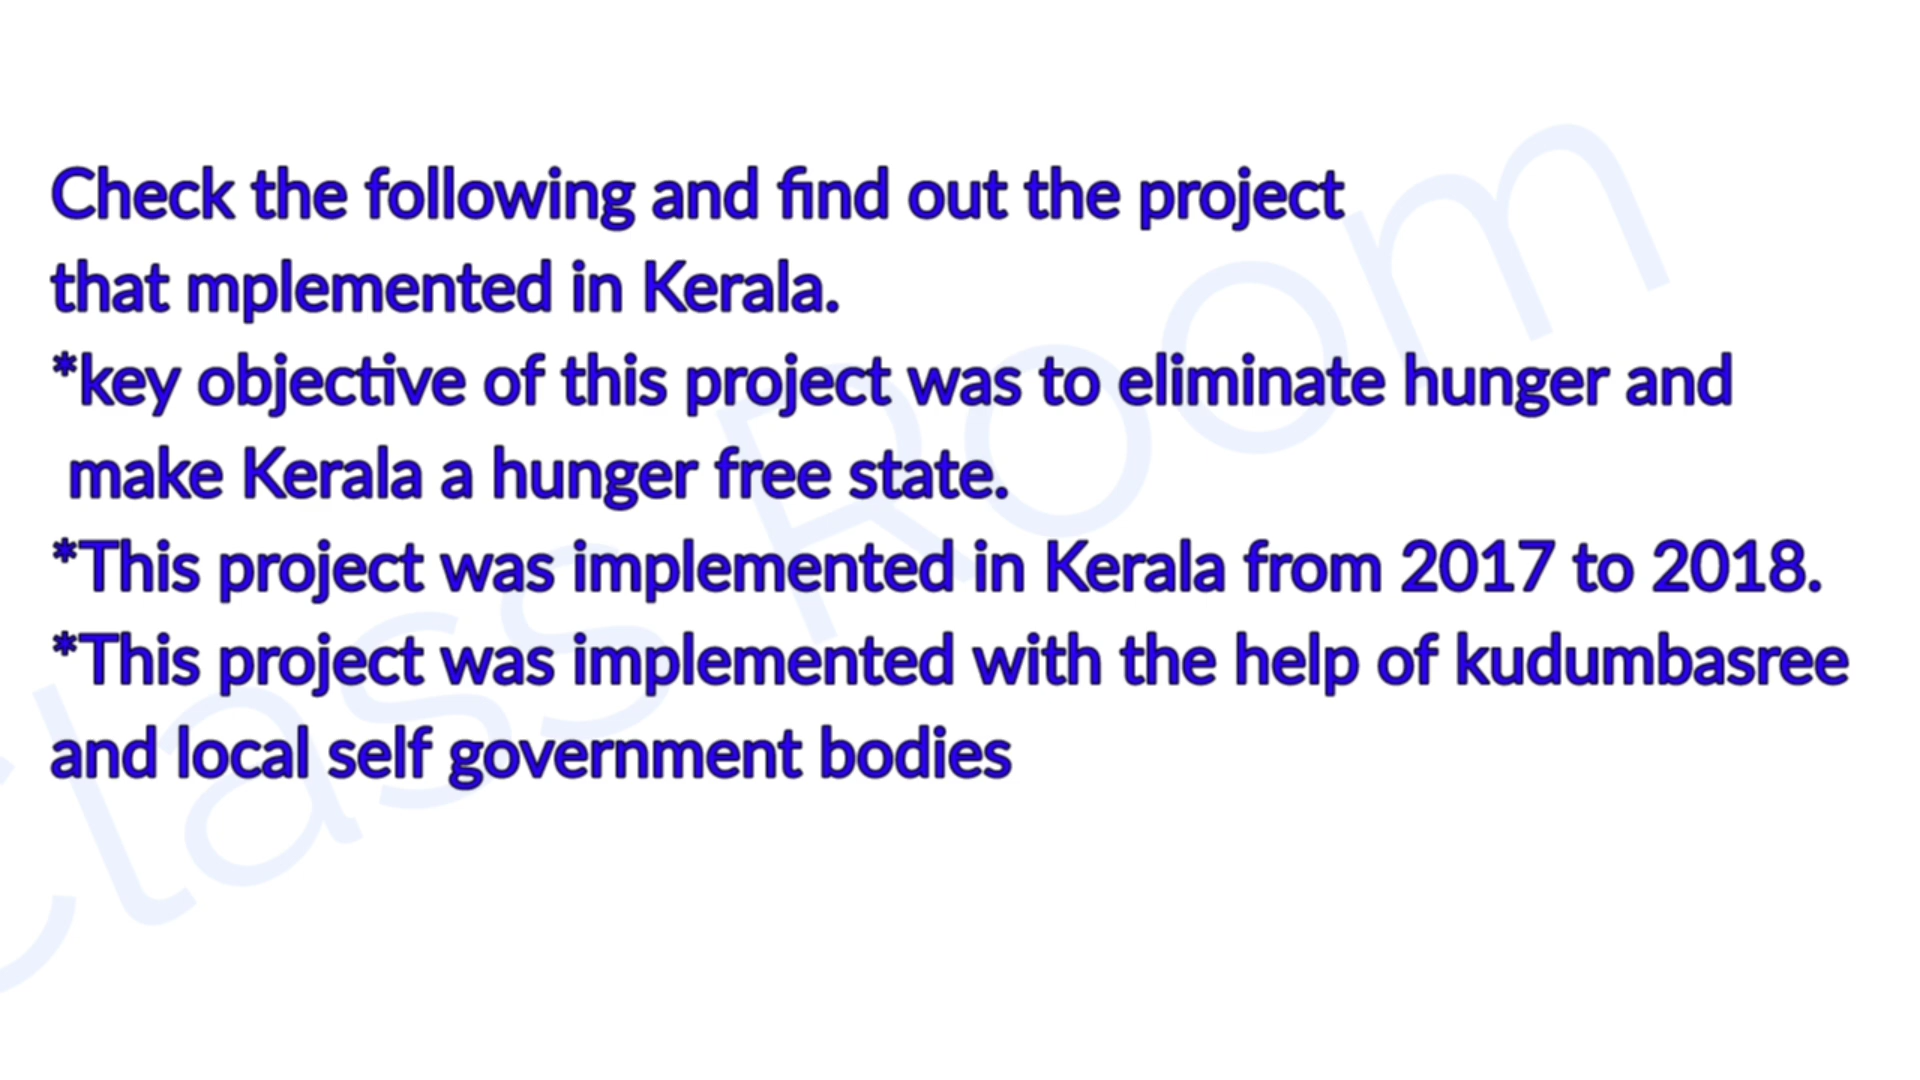 Check the following and find out the project
that mplemented in Kerala.
*key objective of this project was to eliminate hunger and
make Kerala a hunger free state.
*This project was implemented in Kerala from 2017 to 2018.
*This project was implemented with the help of kudumbasree
and local self government bodies
Class Room